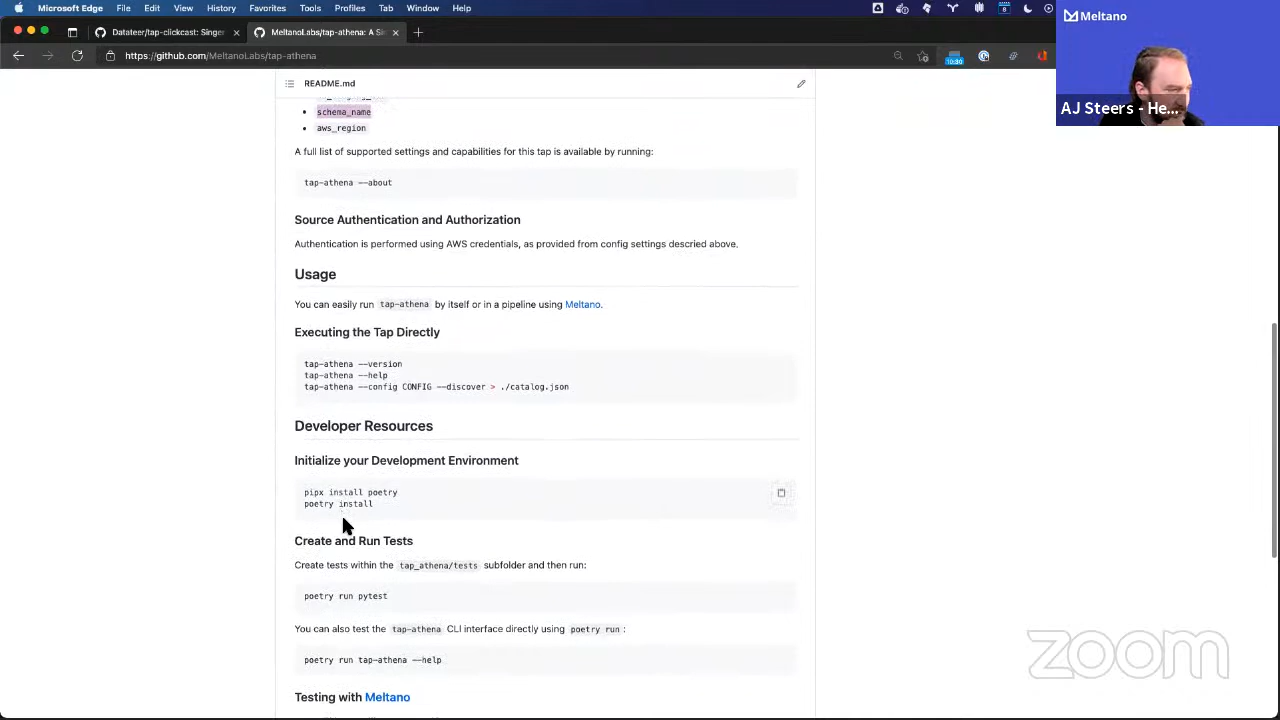 Microsoft Edge File Edit View History Favorites Tools Profiles Tab Window Help
Datateer/tap-clickcast: Singer
MeltanoLabs/tap-athena: A Si
https://github.com/MeltanoLabs/tap-athena
10:30
Meltano
AJ Steers - He...
README.md
schema_name
aws_region
A full list of supported settings and capabilities for this tap is available by running:
tap-athena --about
Source Authentication and Authorization
Authentication is performed using AWS credentials, as provided from config settings descried above.
Usage
You can easily run tap-athena by itself or in a pipeline using Meltano.
Executing the Tap Directly
tap-athena --version
tap-athena --help
tap-athena --config CONFIG --discover > ./catalog.json
Developer Resources
Initialize your Development Environment
pipx install poetry
poetry install
Create and Run Tests
Create tests within the tap_athena/tests subfolder and then run:
poetry run pytest
You can also test the tap-athena CLI interface directly using poetry run :
poetry run tap-athena --help
Testing with Meltano
zoom